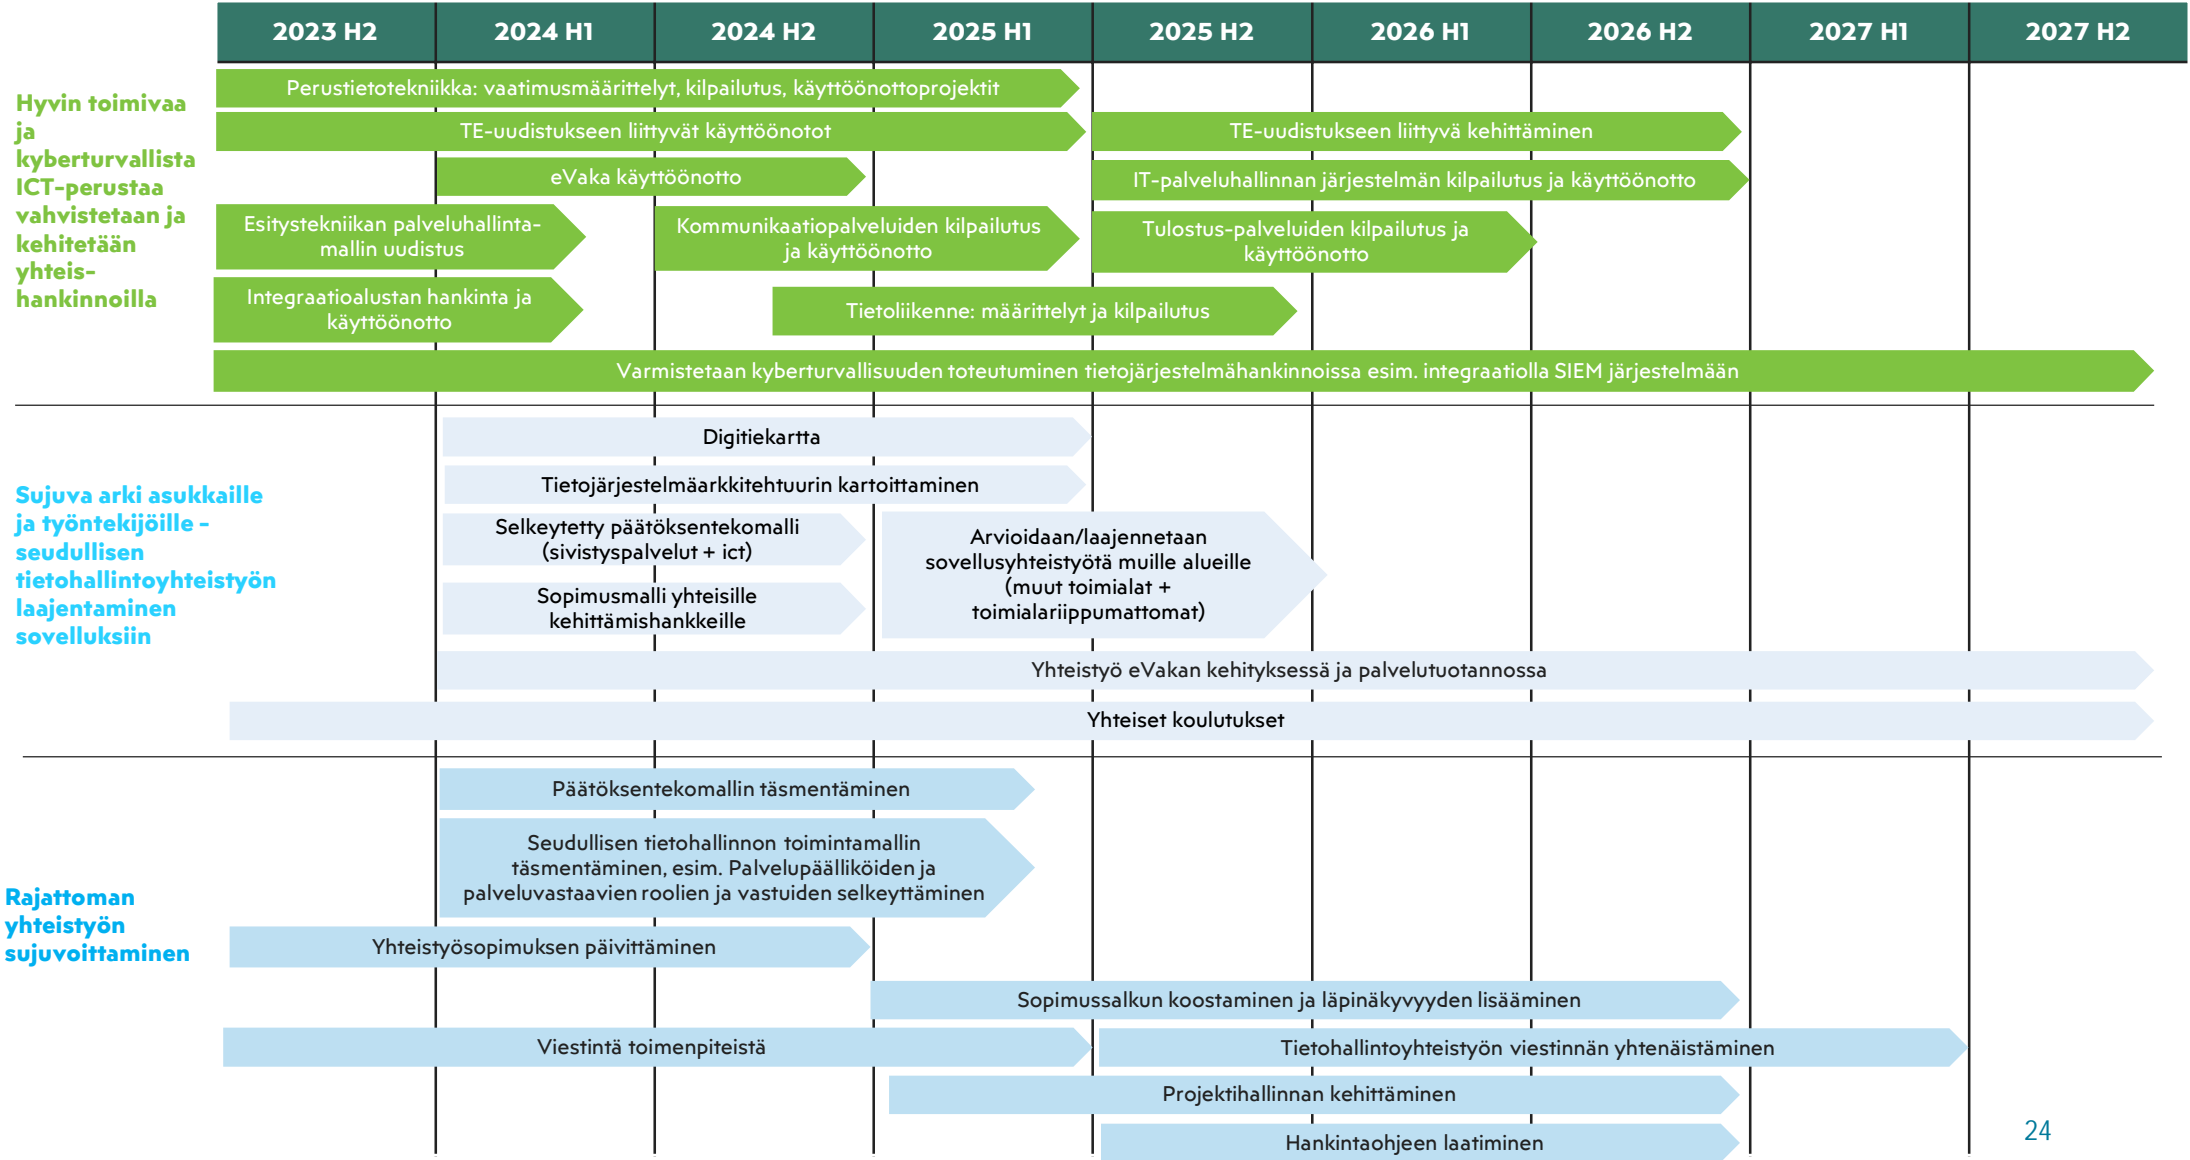 2023 H2 2024 H1 2024 H2 2025 H1 2025 H2 2026 H1 2026 H2 2027 H1 2027 H2
Hyvin toimivaa
ja
kyberturvallista
ICT-perustaa
vahvistetaan ja
kehitetään
yhteis-
hankinnoilla
Perustietotekniikka: vaatimusmäärittelyt, kilpailutus, käyttöönottoprojektit
TE-uudistukseen liittyvät käyttöönotot
TE-uudistukseen liittyvä kehittäminen
eVaka käyttöönotto
IT-palveluhallinnan järjestelmän kilpailutus ja käyttöönotto
Esitystekniikan palveluhallinta-
mallin uudistus
Kommunikaatiopalveluiden kilpailutus
ja käyttöönotto
Tulostus-palveluiden kilpailutus ja
käyttöönotto
Integraatioalustan hankinta ja
käyttöönotto
Tietoliikenne: määrittelyt ja kilpailutus
Varmistetaan kyberturvallisuuden toteutuminen tietojärjestelmähankinnoissa esim. integraatiolla SIEM järjestelmään
Sujuva arki asukkaille
ja työntekijöille -
seudullisen
tietohallintoyhteistyön
laajentaminen
sovelluksiin
Digitiekartta
Tietojärjestelmäarkkitehtuurin kartoittaminen
Selkeytetty päätöksentekomalli
(sivistyspalvelut + ict)
Arvioidaan/laajennetaan
sovellusyhteistyötä muille alueille
(muut toimialat +
toimialariippumattomat)
Sopimusmalli yhteisille
kehittämishankkeille
Yhteistyö eVakan kehityksessä ja palvelutuotannossa
Yhteiset koulutukset
Rajattoman
yhteistyön
sujuvoittaminen
Päätöksentekomallin täsmentäminen
Seudullisen tietohallinnon toimintamallin
täsmentäminen, esim. Palvelupäälliköiden ja
palveluvastaavien roolien ja vastuiden selkeyttäminen
Yhteistyösopimuksen päivittäminen
Sopimussalkun koostaminen ja läpinäkyvyyden lisääminen
Viestintä toimenpiteistä
Tietohallintoyhteistyön viestinnän yhtenäistäminen
Projektihallinnan kehittäminen
Hankintaohjeen laatiminen
24